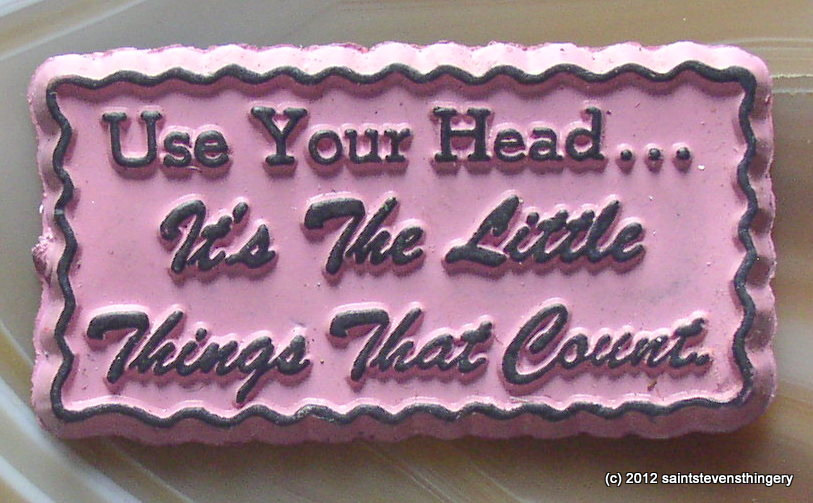 Use Your Head...
It's The Little
Things That Count..
(c) 2012 saintstevensthingery